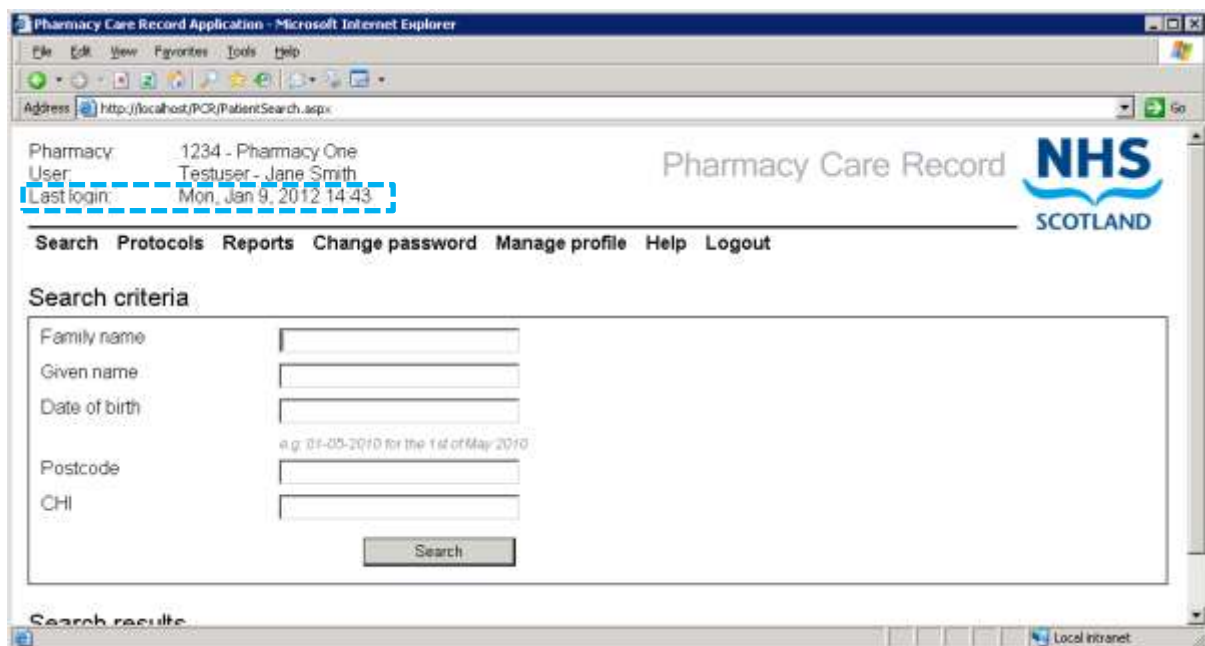 Pharmacy Care Record Application - Microsoft Internet Explorer
File Edit View Favorites Tools Help
Address http://localhost/PCR/PatientSearch.aspx Go
Pharmacy: 1234 - Pharmacy One
User: Testuser - Jane Smith
Last login: Mon, Jan 9, 2012 14:43
Pharmacy Care Record
NHS
SCOTLAND
Search Protocols Reports Change password Manage profile Help Logout
Search criteria
Family name
Given name
Date of birth
e.g. 01-05-2010 for the 1st of May 2010
Postcode
CHI
Search
Search results
Local intranet